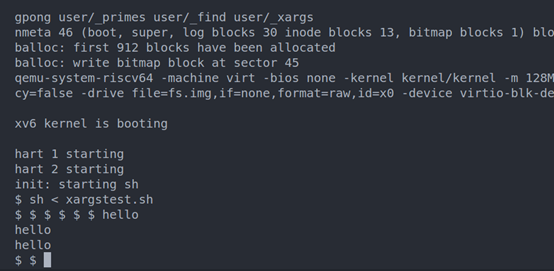 gpong user/_primes user/_find user/_xargs
nmeta 46 (boot, super, log blocks 30 inode blocks 13, bitmap blocks 1) blo
balloc: first 912 blocks have been allocated
balloc: write bitmap block at sector 45
qemu-system-riscv64 -machine virt -bios none -kernel kernel/kernel -m 128M
cy=false -drive file=fs.img,if=none,format=raw,id=x0 -device virtio-blk-de
xv6 kernel is booting
hart 1 starting
hart 2 starting
init: starting sh
$ sh < xargstest.sh
$ $ $ $ $ $ hello
hello
hello
$ $